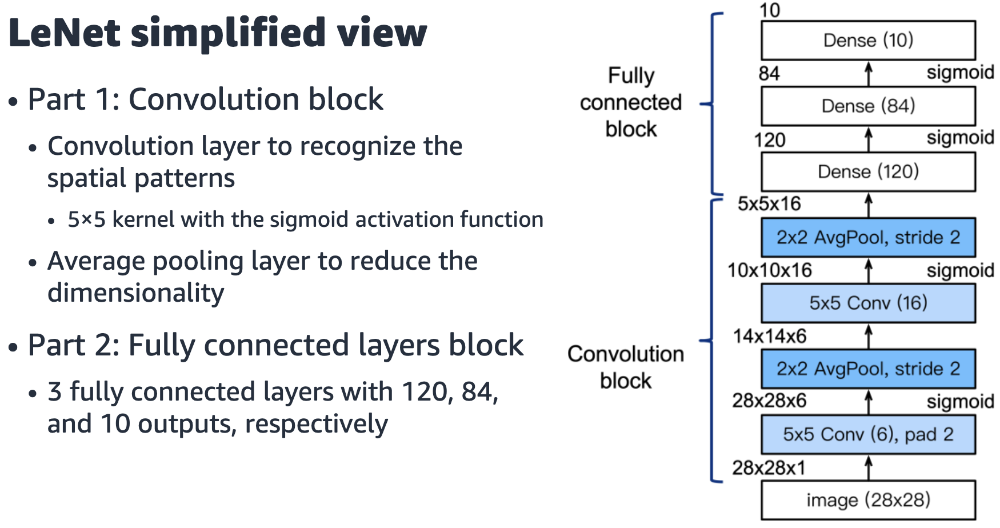 LeNet simplified view
• Part 1: Convolution block
• Convolution layer to recognize the
spatial patterns
• 5×5 kernel with the sigmoid activation function
• Average pooling layer to reduce the
dimensionality
• Part 2: Fully connected layers block
• 3 fully connected layers with 120, 84,
and 10 outputs, respectively
Fully
connected
block
Convolution
block
10
Dense (10)
84
sigmoid
Dense (84)
120
sigmoid
Dense (120)
5x5x16
2x2 AvgPool, stride 2
10x10x16
sigmoid
5x5 Conv (16)
14x14x6
2x2 AvgPool, stride 2
28x28x6
sigmoid
5x5 Conv (6), pad 2
28x28x1
image (28x28)